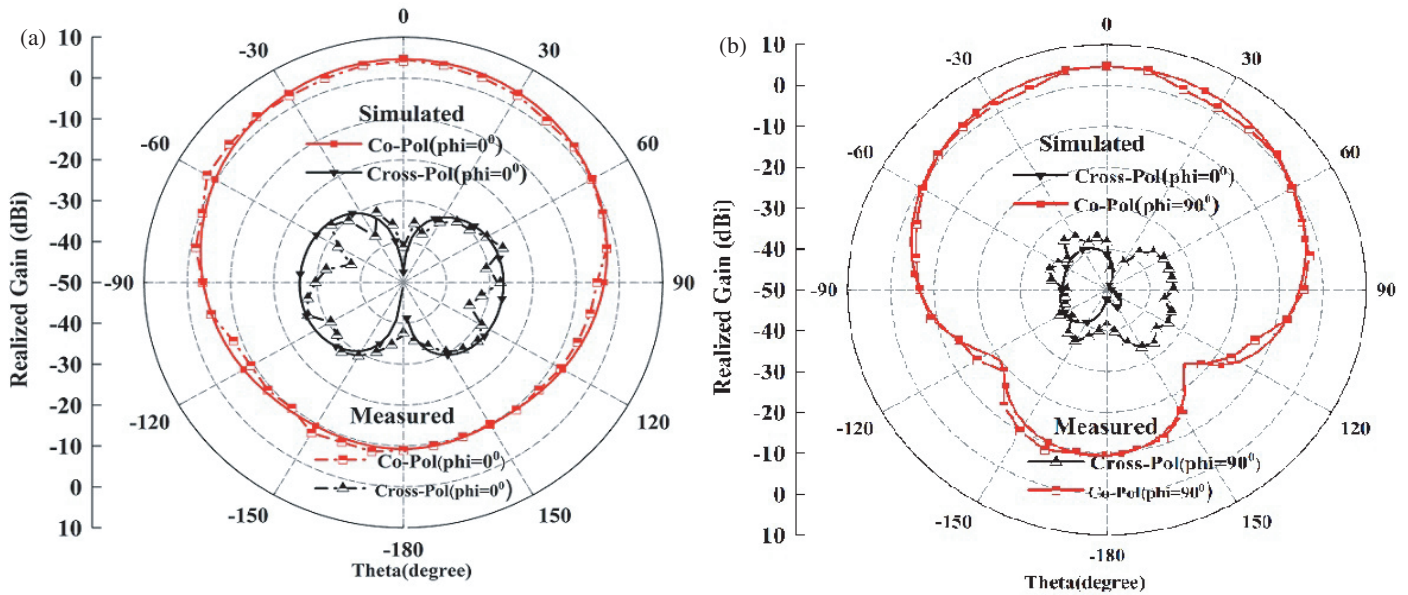 (a)
Realized Gain (dBi)
10
0
-10
-20
-30
-40
-50
-40
-30
-20
-10
0
10
0
30
60
90
120
150
-180
-150
-120
-90
-60
-30
Simulated
Co-Pol(phi=0⁰)
Cross-Pol(phi=0⁰)
Measured
Co-Pol(phi=0⁰)
Cross-Pol(phi=0⁰)
Theta(degree)
(b)
Realized Gain (dBi)
10
0
-10
-20
-30
-40
-50
-40
-30
-20
-10
0
10
0
30
60
90
120
150
-180
-150
-120
-90
-60
-30
Simulated
Cross-Pol(phi=0⁰)
Co-Pol(phi=90⁰)
Measured
Cross-Pol(phi=90⁰)
Co-Pol(phi=90⁰)
Theta(degree)